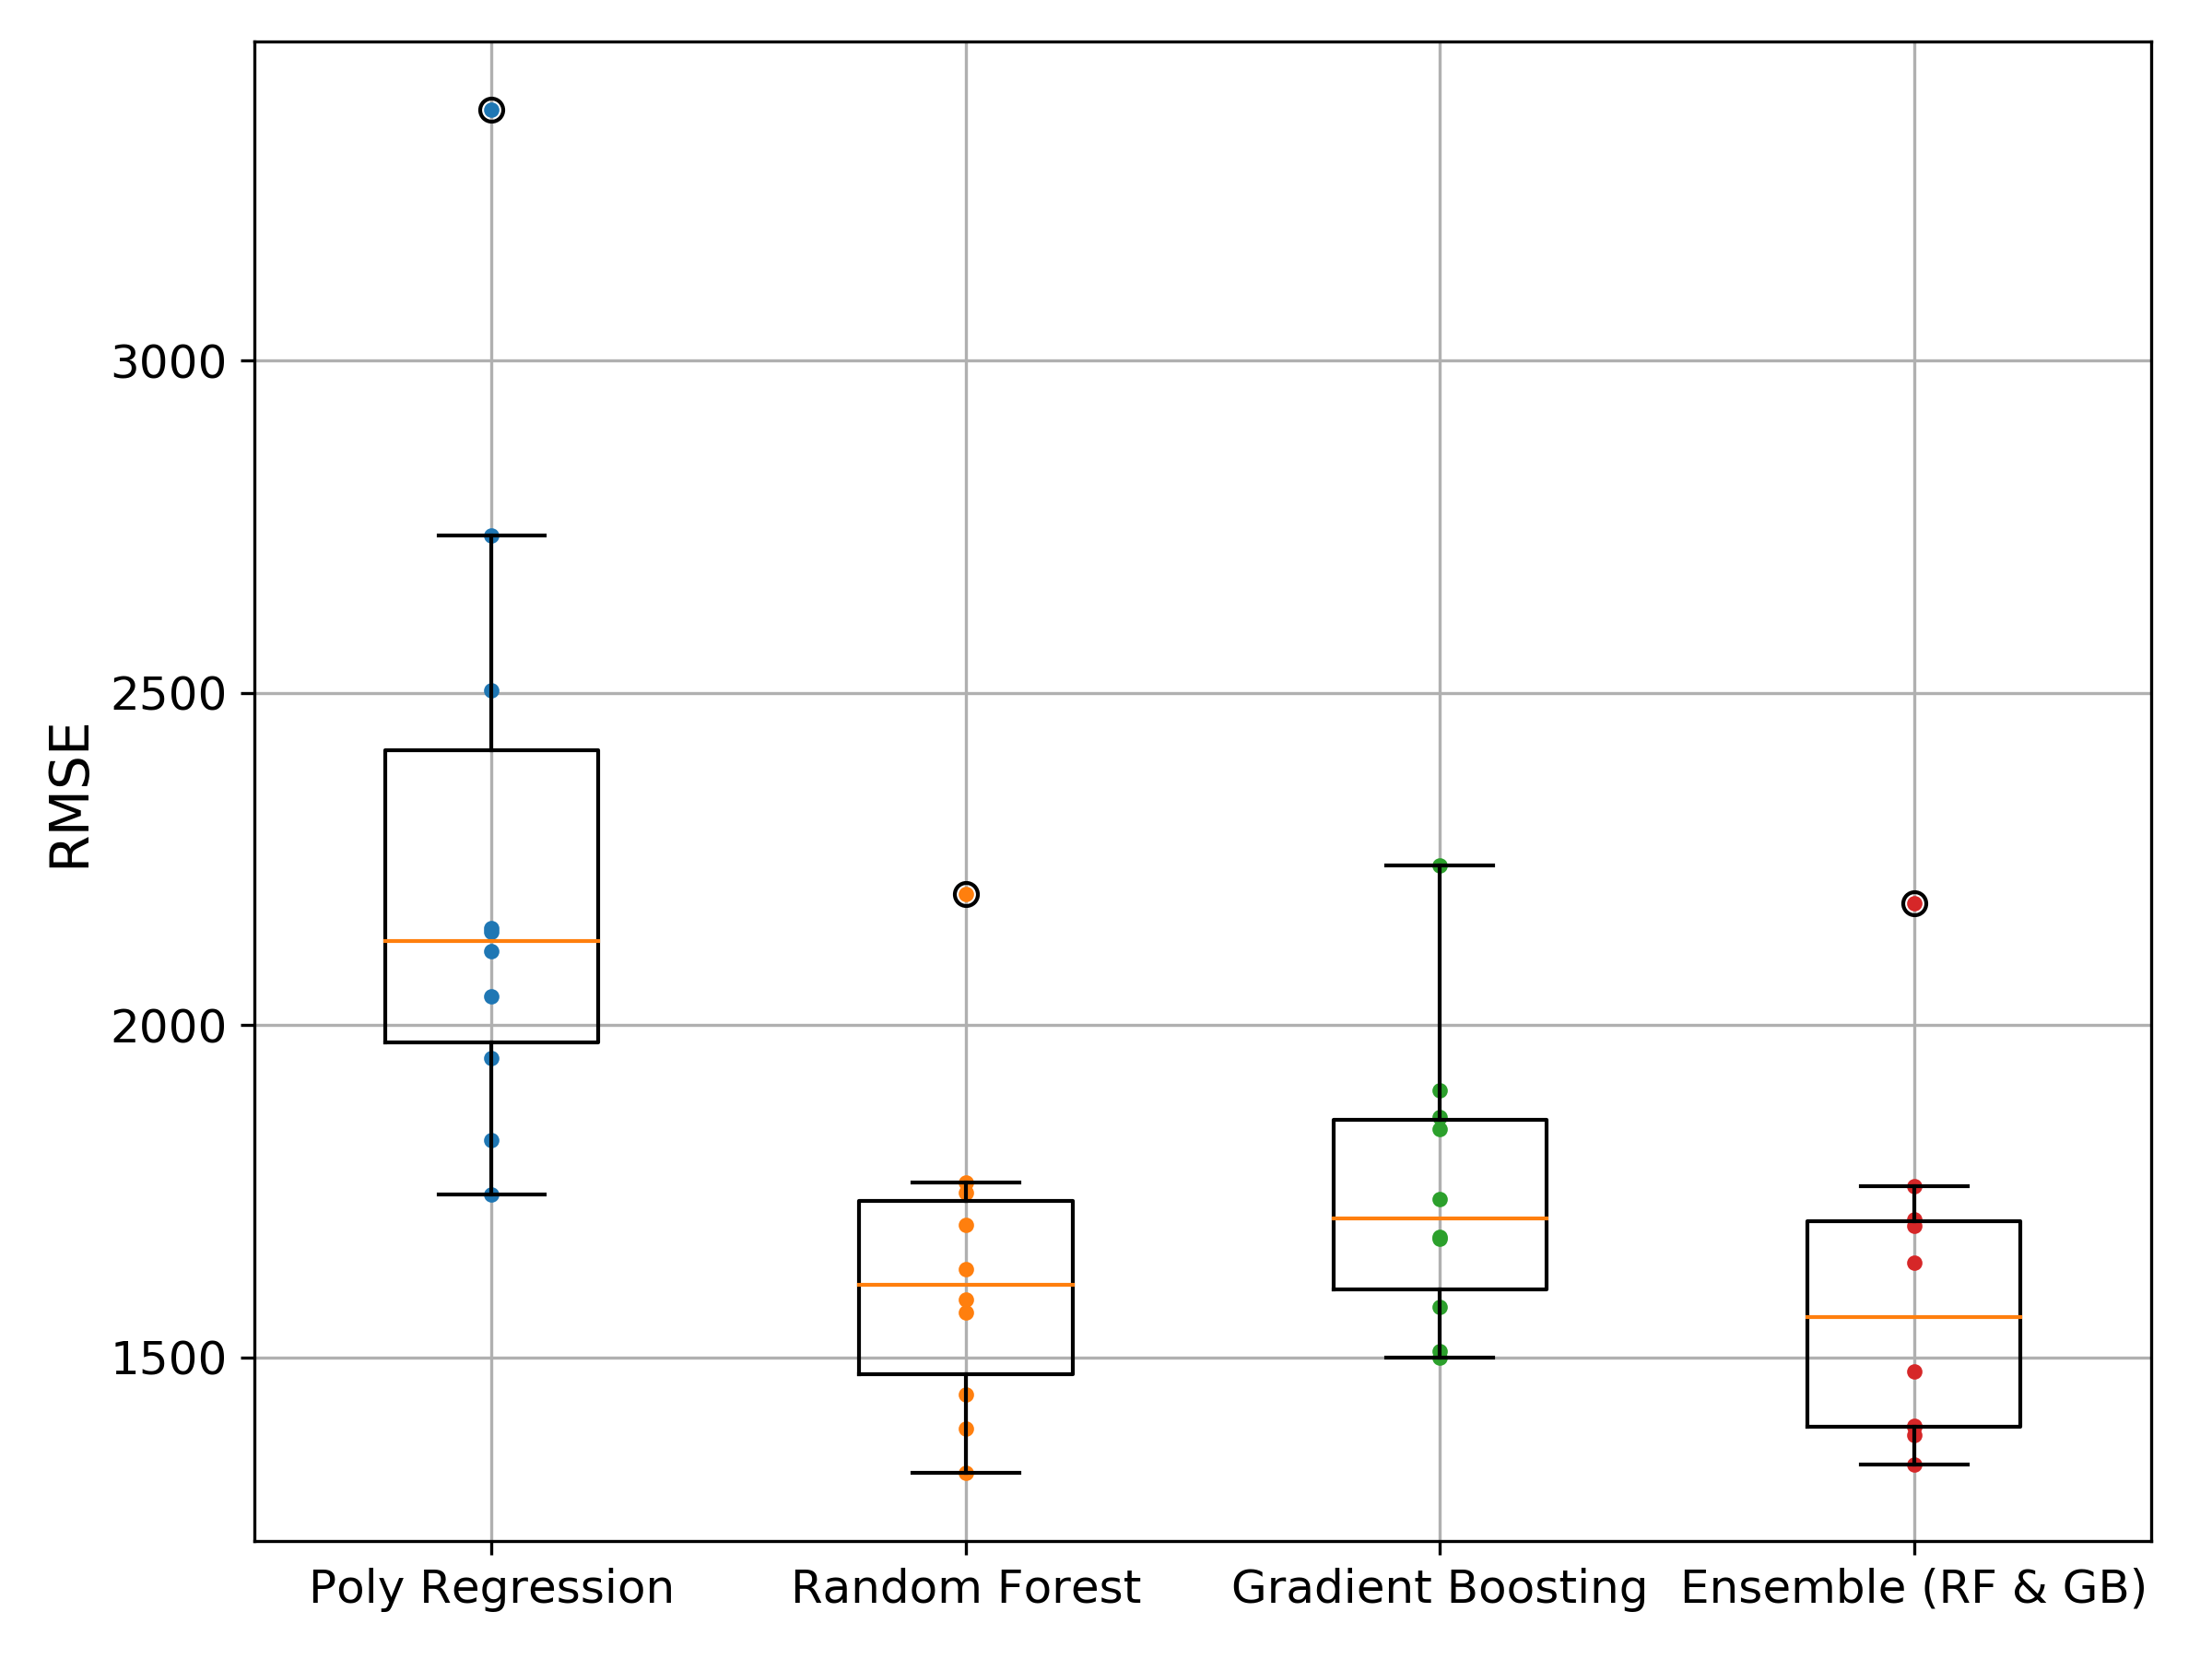 RMSE
3000
2500
2000
1500
Poly Regression
Random Forest
Gradient Boosting
Ensemble (RF & GB)